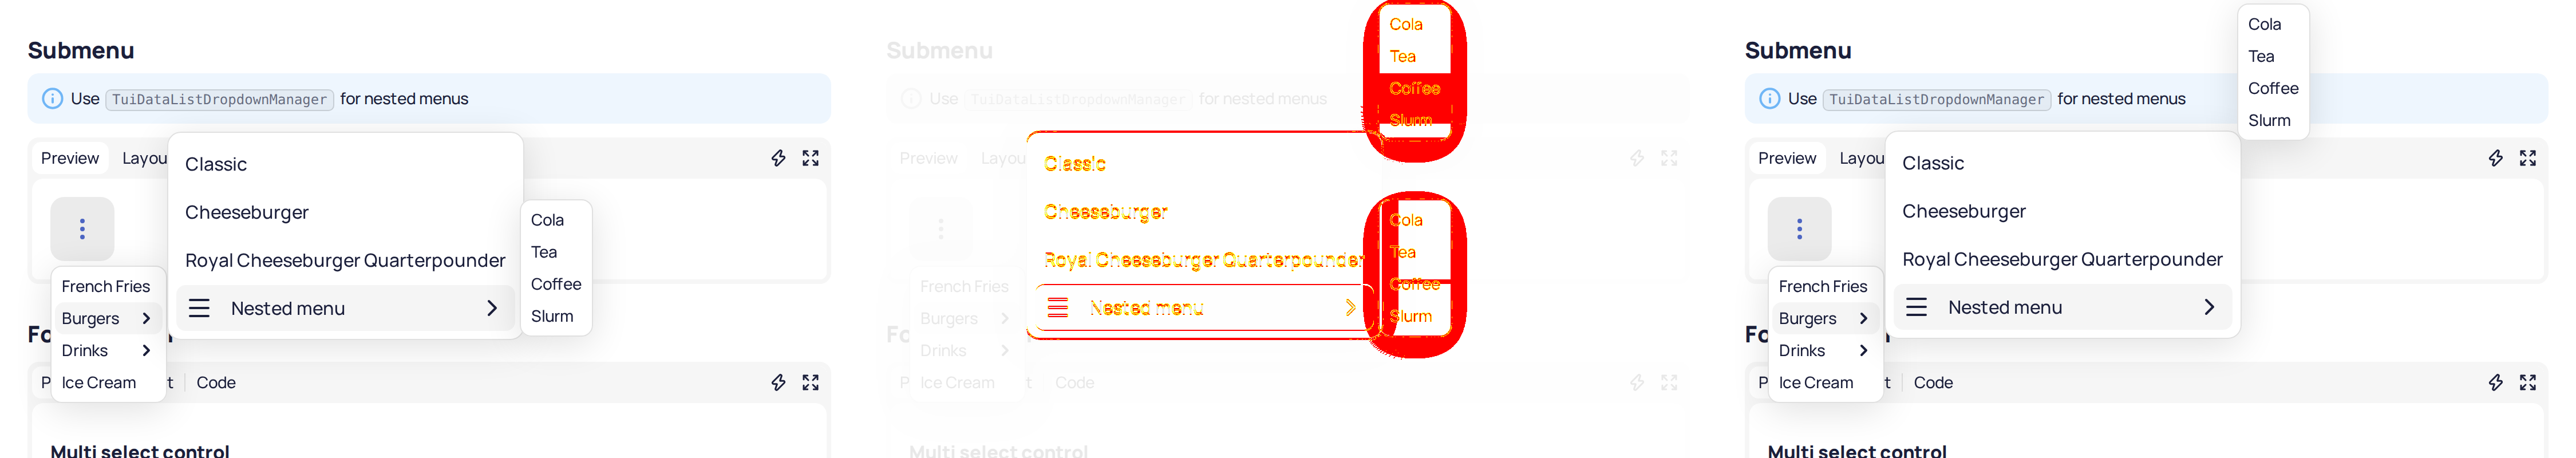 Submenu
Use TuiDataListDropdownManager for nested menus
Preview Layou
Classic
Cheeseburger
Royal Cheeseburger Quarterpounder
Nested menu
Cola
Tea
Coffee
Slurm
French Fries
Burgers
Drinks
Ice Cream
Fo
P t Code
Multi select control
Submenu
Use TuiDataListDropdownManager for nested menus
Preview Layou
Cola
Tea
Coffee
Slurm
Classic
Cheeseburger
Royal Cheeseburger Quarterpounder
Nested menu
Cola
Tea
Coffee
Slurm
French Fries
Burgers
Drinks
Ice Cream
Fo
P t Code
Multi select control
Submenu
Use TuiDataListDropdownManager for nested menus
Cola
Tea
Coffee
Slurm
Preview Layou
Classic
Cheeseburger
Royal Cheeseburger Quarterpounder
Nested menu
French Fries
Burgers
Drinks
Ice Cream
Fo
P t Code
Multi select control